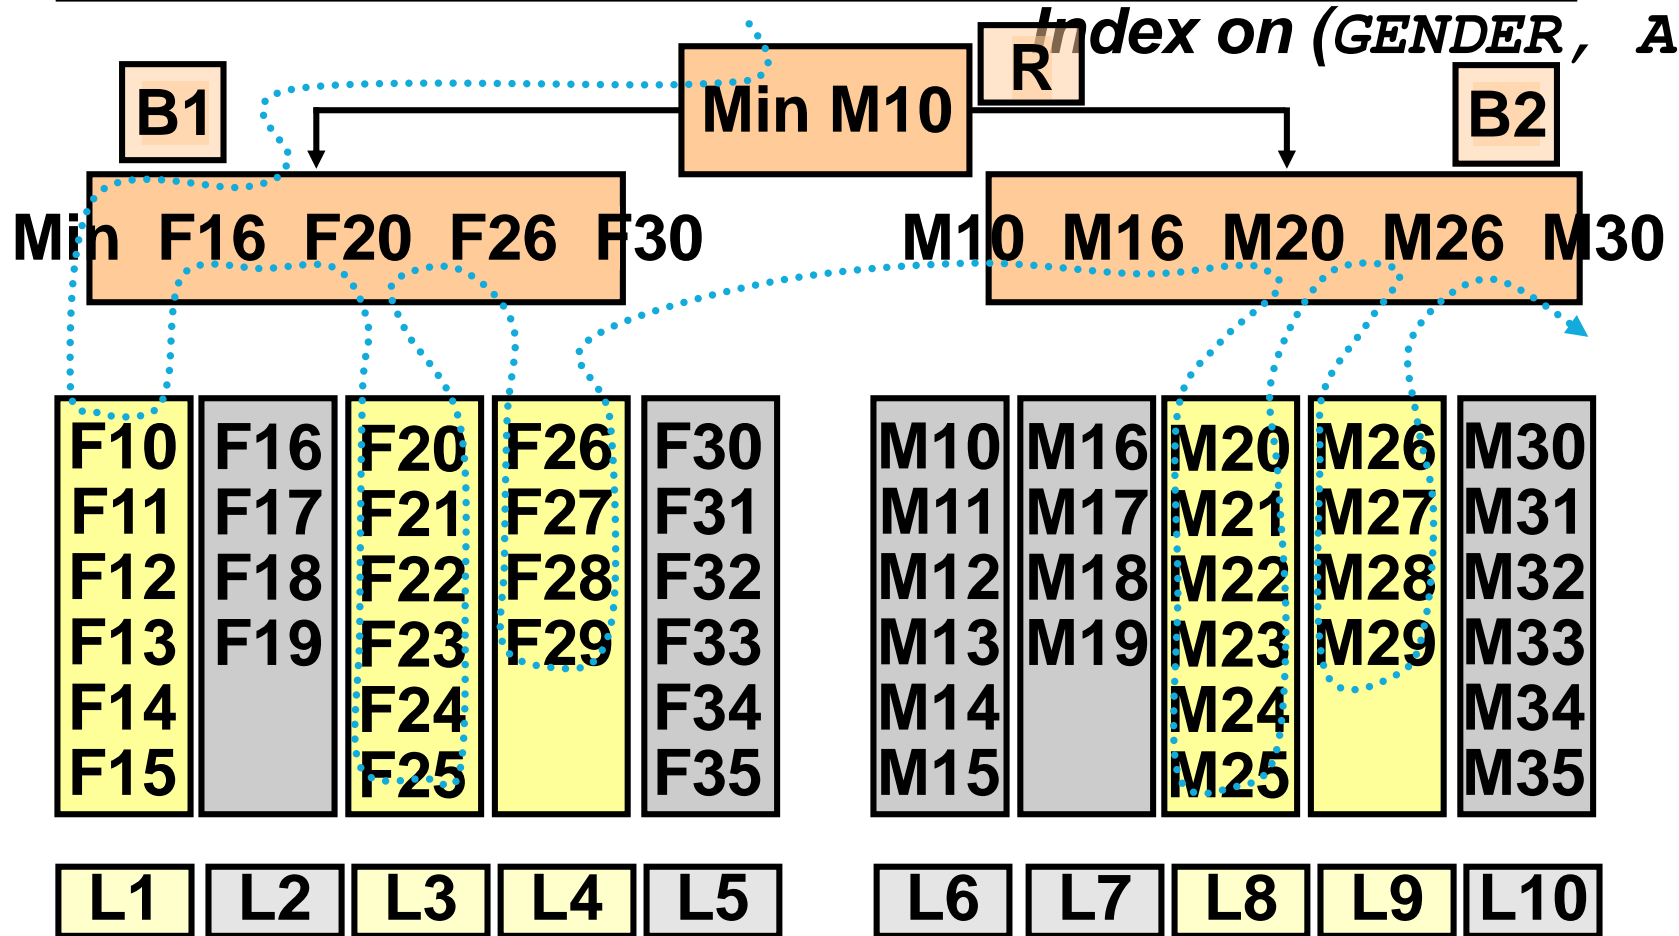 Index on (GENDER, A
R
B1
Min M10
B2
Min F16 F20 F26 F30
M10 M16 M20 M26 M30
F10 F16 F20 F26 F30 M10 M16 M20 M26 M30
F11 F17 F21 F27 F31 M11 M17 M21 M27 M31
F12 F18 F22 F28 F32 M12 M18 M22 M28 M32
F13 F19 F23 F29 F33 M13 M19 M23 M29 M33
F14 F24 F34 M14 M24 M34
F15 F25 F35 M15 M25 M35
L1 L2 L3 L4 L5 L6 L7 L8 L9 L10